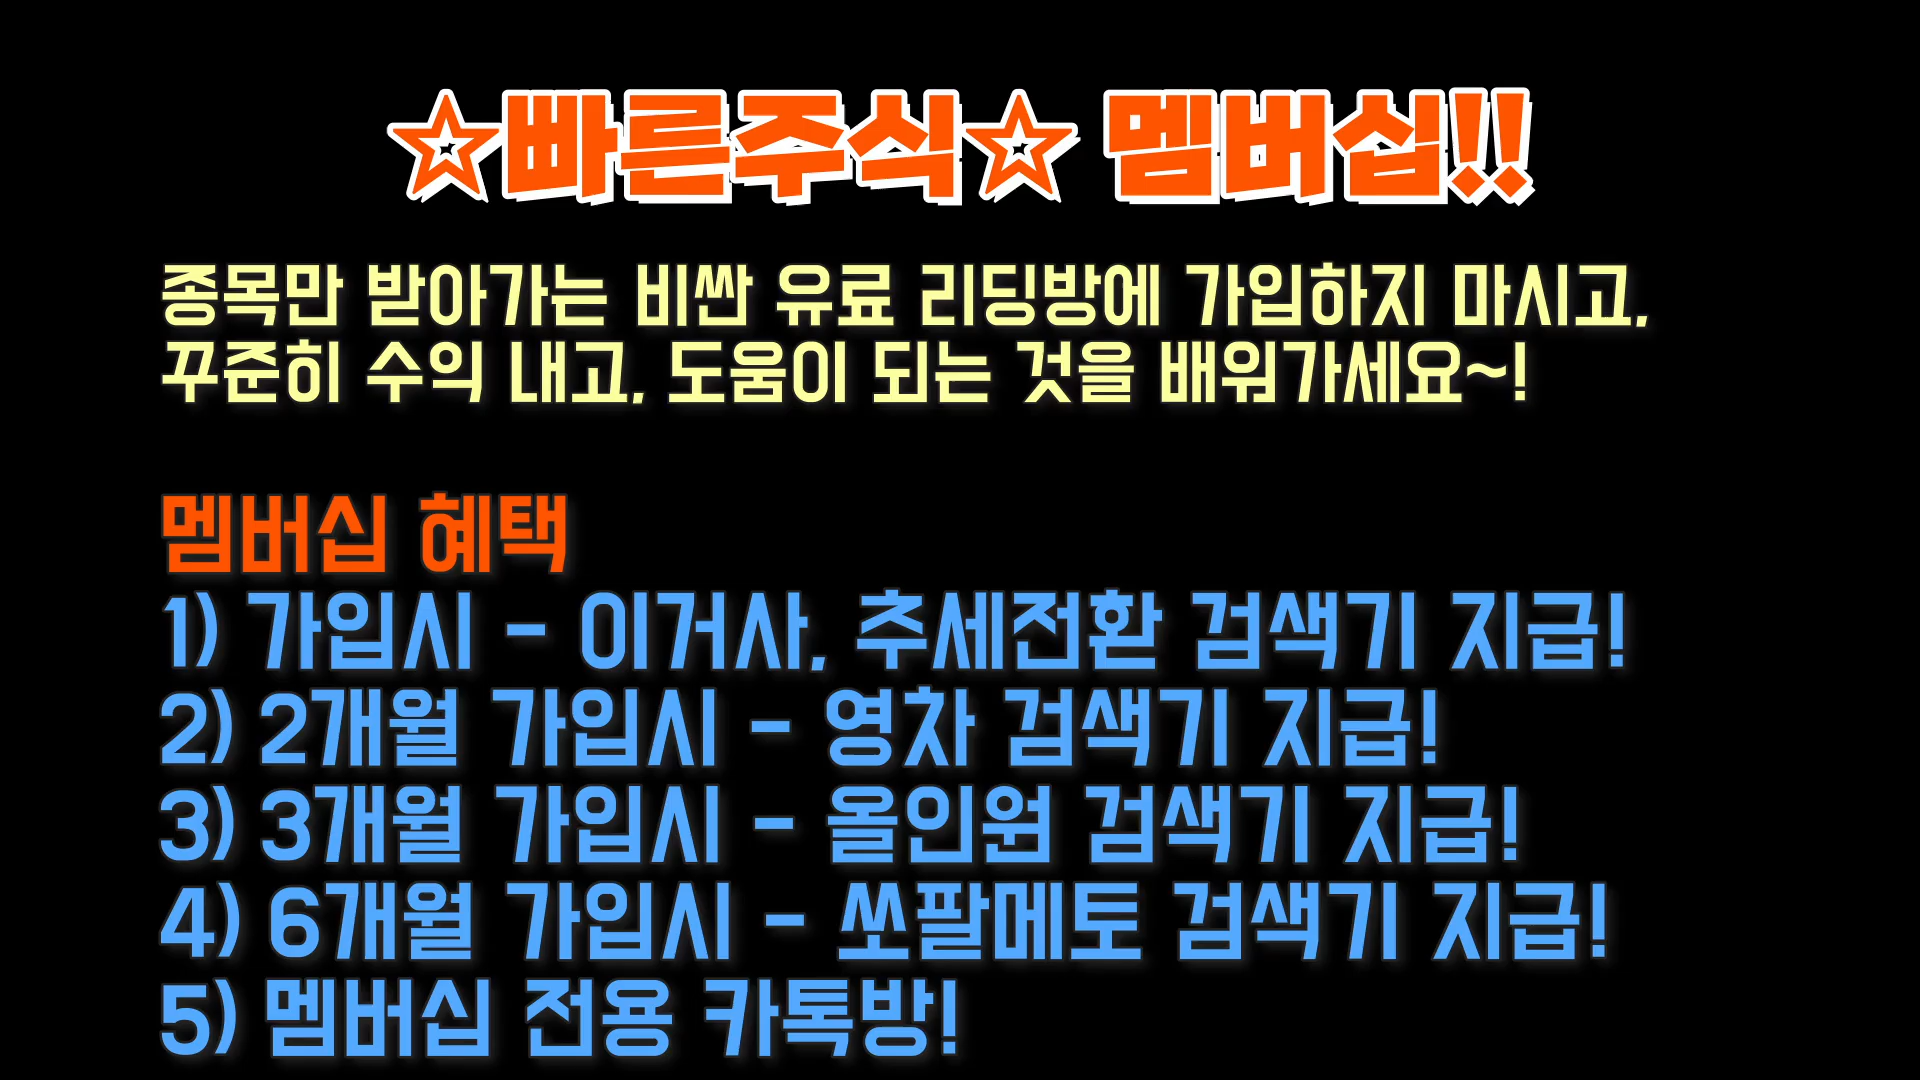 ☆빠른주식☆ 멤버십!!
종목만 받아가는 비싼 유료 리딩방에 가입하지 마시고,
꾸준히 수익 내고, 도움이 되는 것을 배워가세요~!
멤버십 혜택
1) 가입시 - 이거사, 추세전환 검색기 지급!
2) 2개월 가입시 - 영차 검색기 지급!
3) 3개월 가입시 - 올인원 검색기 지급!
4) 6개월 가입시 - 쏘팔메토 검색기 지급!
5) 멤버십 전용 카톡방!